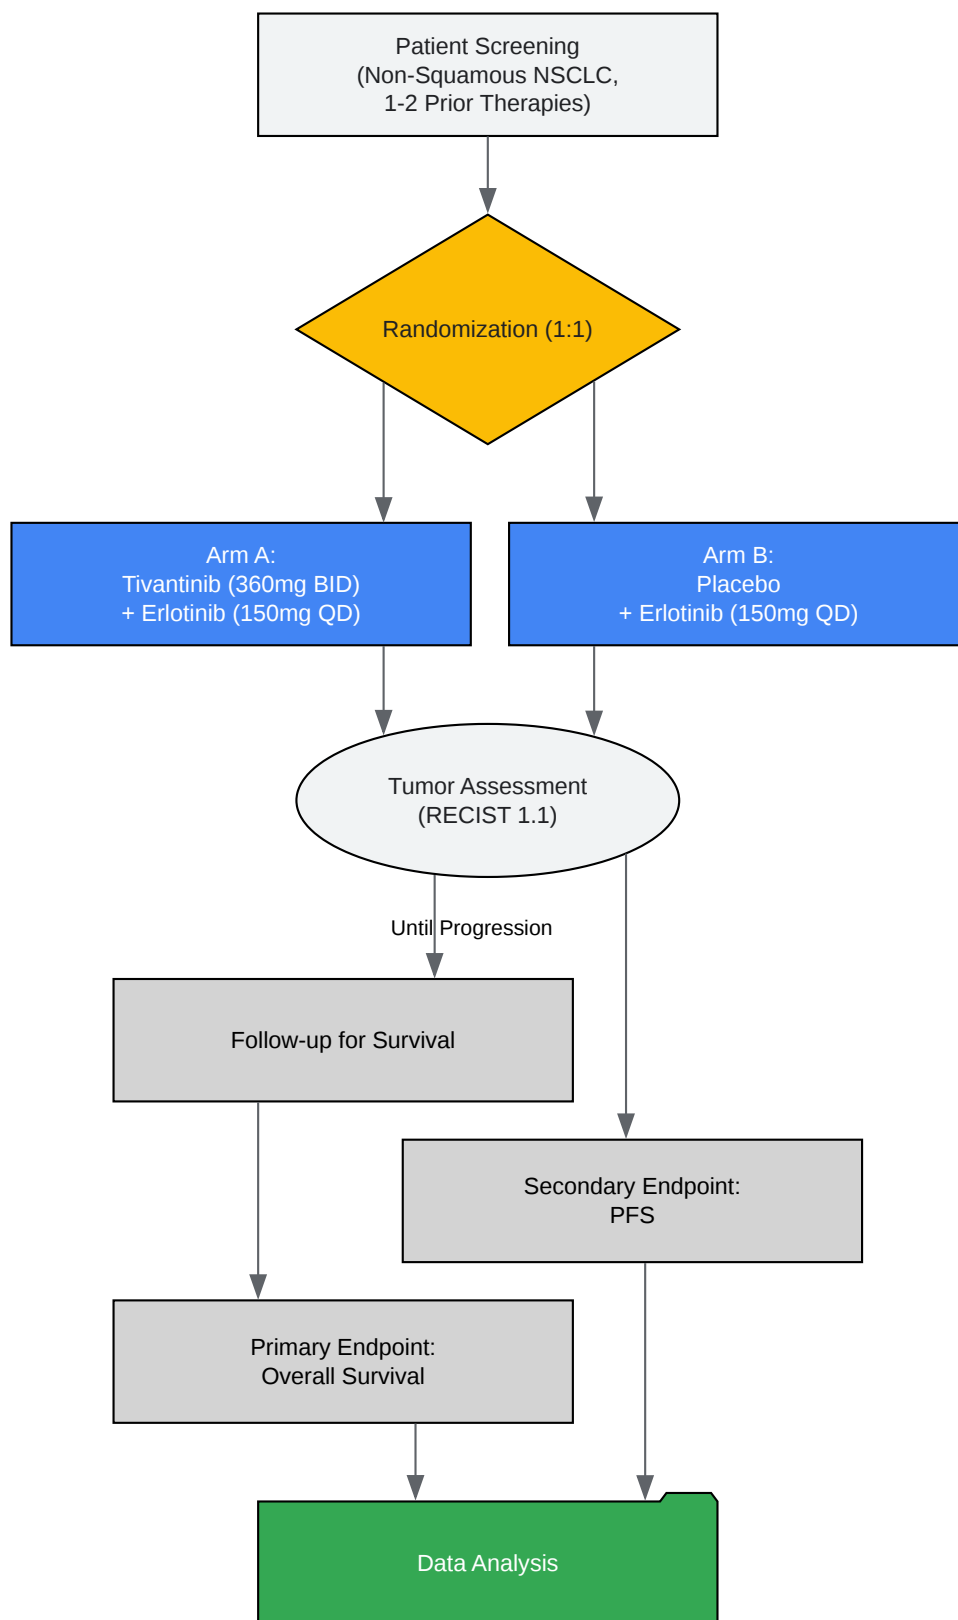 Patient Screening
(Non-Squamous NSCLC,
1-2 Prior Therapies)
Randomization (1:1)
Arm A:
Tivantinib (360mg BID)
+ Erlotinib (150mg QD)
Arm B:
Placebo
+ Erlotinib (150mg QD)
Tumor Assessment
(RECIST 1.1)
Until Progression
Follow-up for Survival
Secondary Endpoint:
PFS
Primary Endpoint:
Overall Survival
Data Analysis